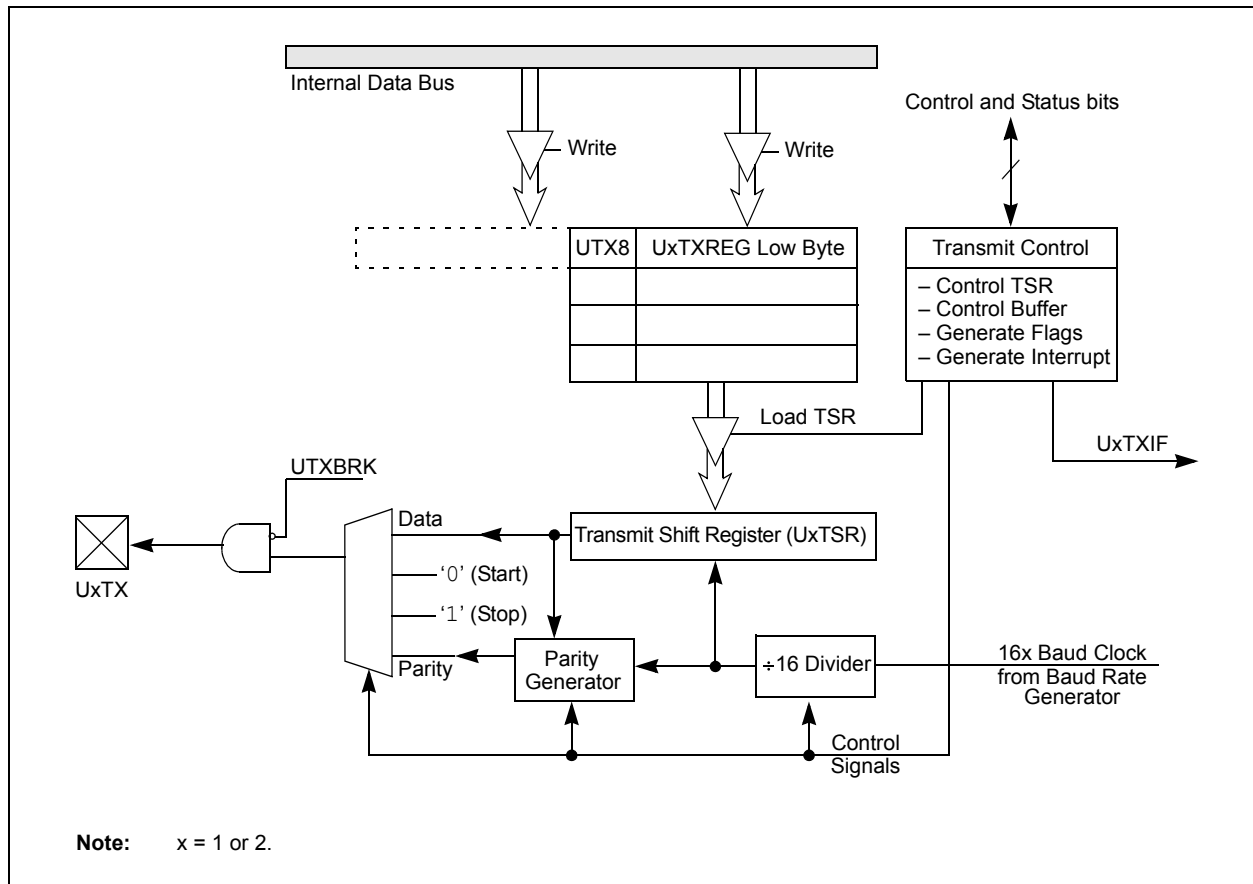 Internal Data Bus
Control and Status bits
Write
Write
UTX8
UxTXREG Low Byte
Transmit Control
– Control TSR
– Control Buffer
– Generate Flags
– Generate Interrupt
Load TSR
UxTXIF
UTXBRK
Data
Transmit Shift Register (UxTSR)
‘0’ (Start)
UxTX
‘1’ (Stop)
Parity
Parity
Generator
÷16 Divider
16x Baud Clock
from Baud Rate
Generator
Control
Signals
Note: x = 1 or 2.